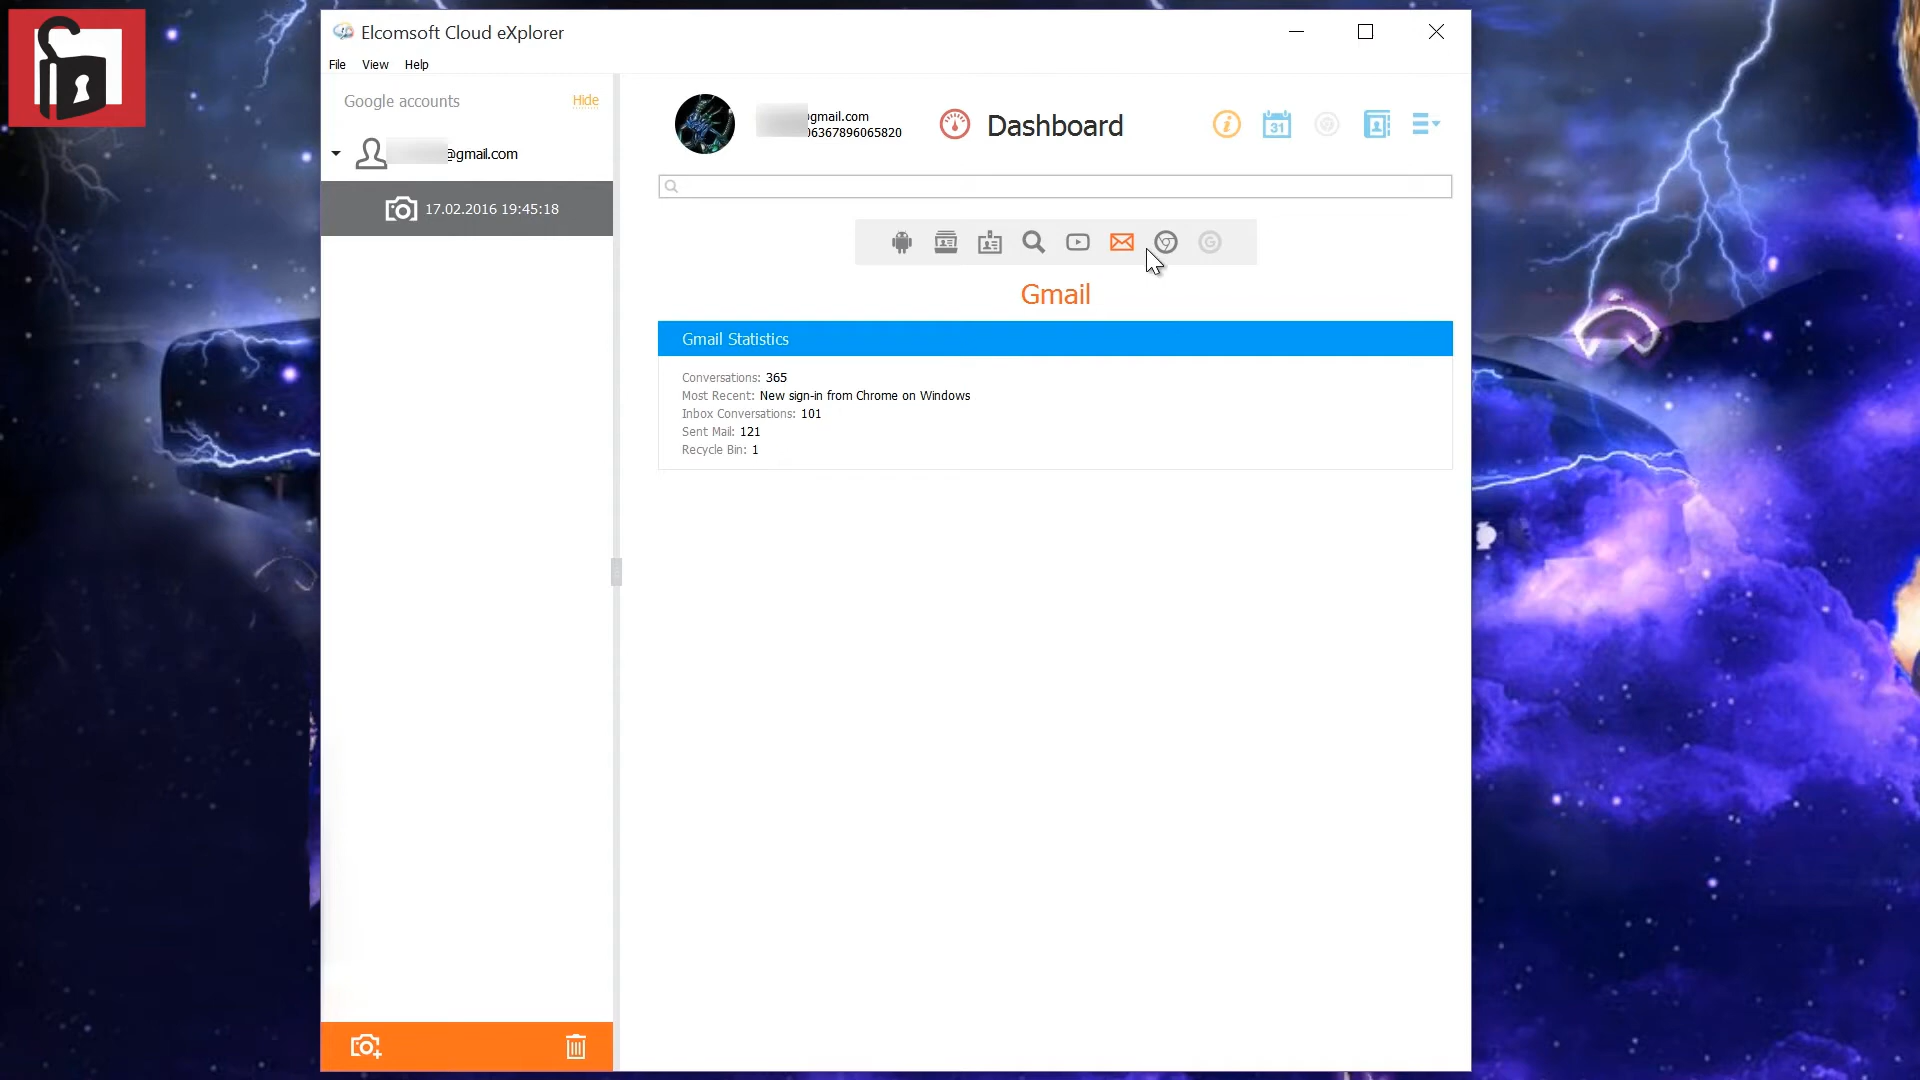 Elcomsoft Cloud eXplorer
File View Help
Google accounts Hide
@gmail.com
17.02.2016 19:45:18
gmail.com
06367896065820
Dashboard
31
Gmail
Gmail Statistics
Conversations: 365
Most Recent: New sign-in from Chrome on Windows
Inbox Conversations: 101
Sent Mail: 121
Recycle Bin: 1